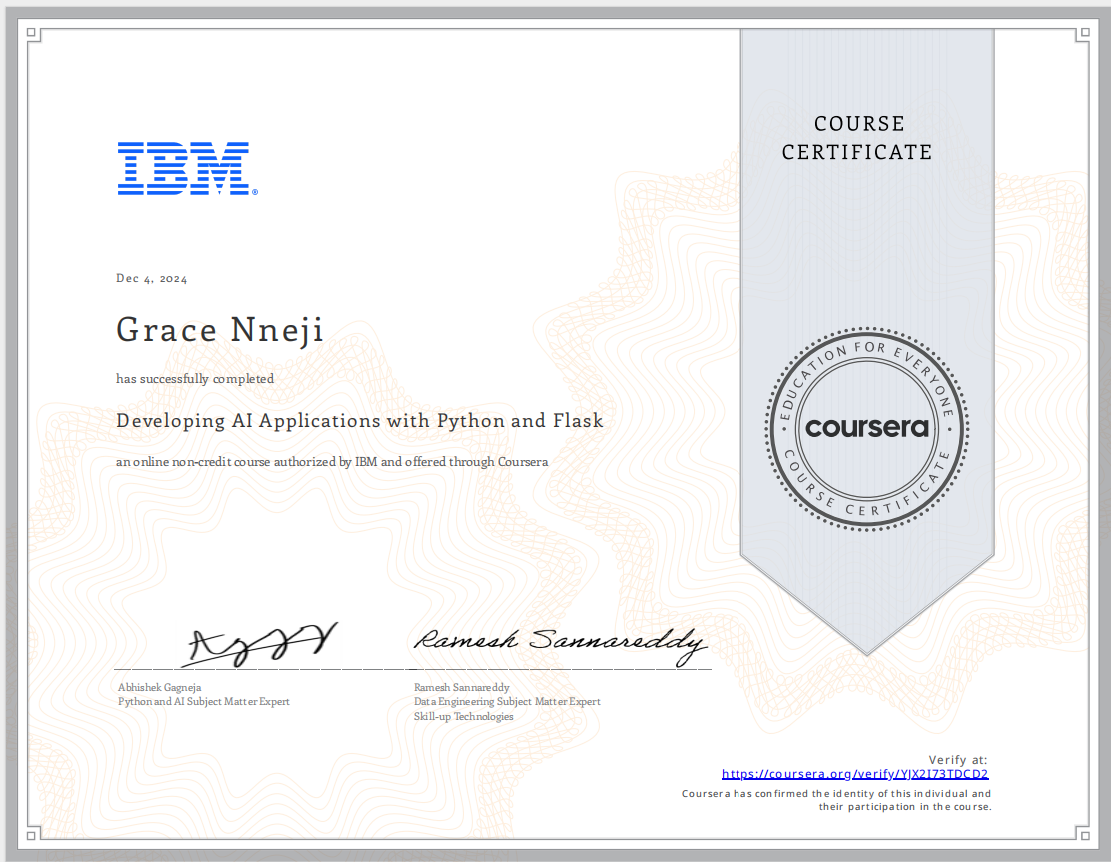 COURSE
CERTIFICATE
IBM®
Dec 4, 2024
Grace Nneji
has successfully completed
Developing AI Applications with Python and Flask
an online non-credit course authorized by IBM and offered through Coursera
EDUCATION FOR EVERYONE
coursera
COURSE CERTIFICATE
Ramesh Sannareddy
Abhishek Gagneja
Python and AI Subject Matter Expert
Ramesh Sannareddy
Data Engineering Subject Matter Expert
Skill-up Technologies
Verify at:
https://coursera.org/verify/YJX2I73TDCD2
Coursera has confirmed the identity of this individual and
their participation in the course.